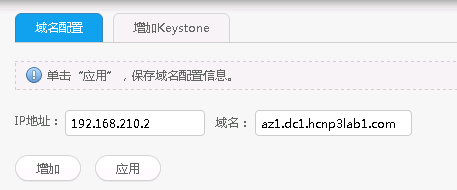 域名配置 增加Keystone
单击“应用”，保存域名配置信息。
IP地址： 192.168.210.2 域名： az1.dc1.hcnp3lab1.com
增加 应用